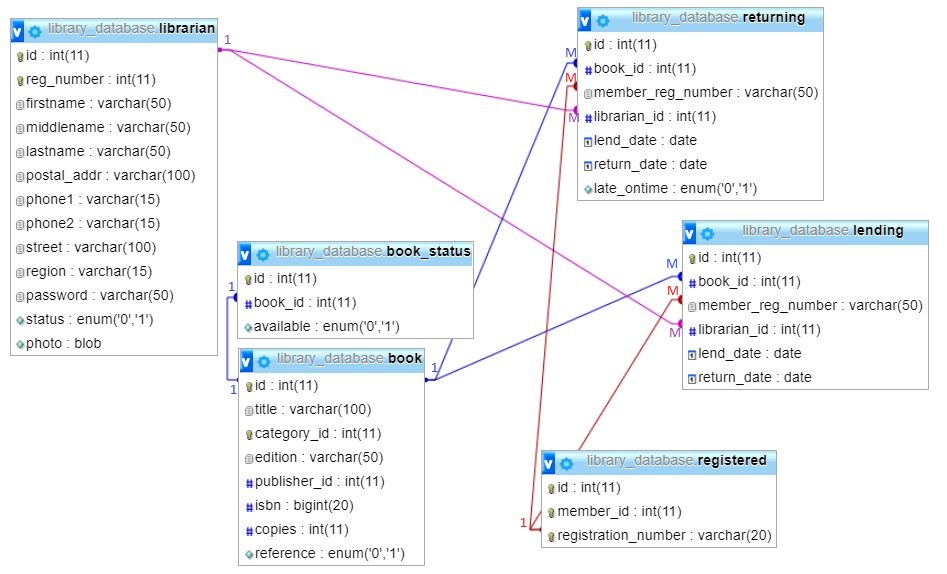 library_database.librarian
id : int(11)
reg_number : int(11)
firstname : varchar(50)
middlename : varchar(50)
lastname : varchar(50)
postal_addr : varchar(100)
phone1 : varchar(15)
phone2 : varchar(15)
street : varchar(100)
region : varchar(15)
password : varchar(50)
status : enum('0','1')
photo : blob
1
library_database.returning
id : int(11)
book_id : int(11)
member_reg_number : varchar(50)
librarian_id : int(11)
lend_date : date
return_date : date
late_ontime : enum('0','1')
M
M
M
library_database.book_status
id : int(11)
book_id : int(11)
available : enum('0','1')
1
1
library_database.book
id : int(11)
title : varchar(100)
category_id : int(11)
edition : varchar(50)
publisher_id : int(11)
isbn : bigint(20)
copies : int(11)
reference : enum('0','1')
1
library_database.lending
id : int(11)
book_id : int(11)
member_reg_number : varchar(50)
librarian_id : int(11)
lend_date : date
return_date : date
M
M
M
library_database.registered
id : int(11)
member_id : int(11)
registration_number : varchar(20)
1